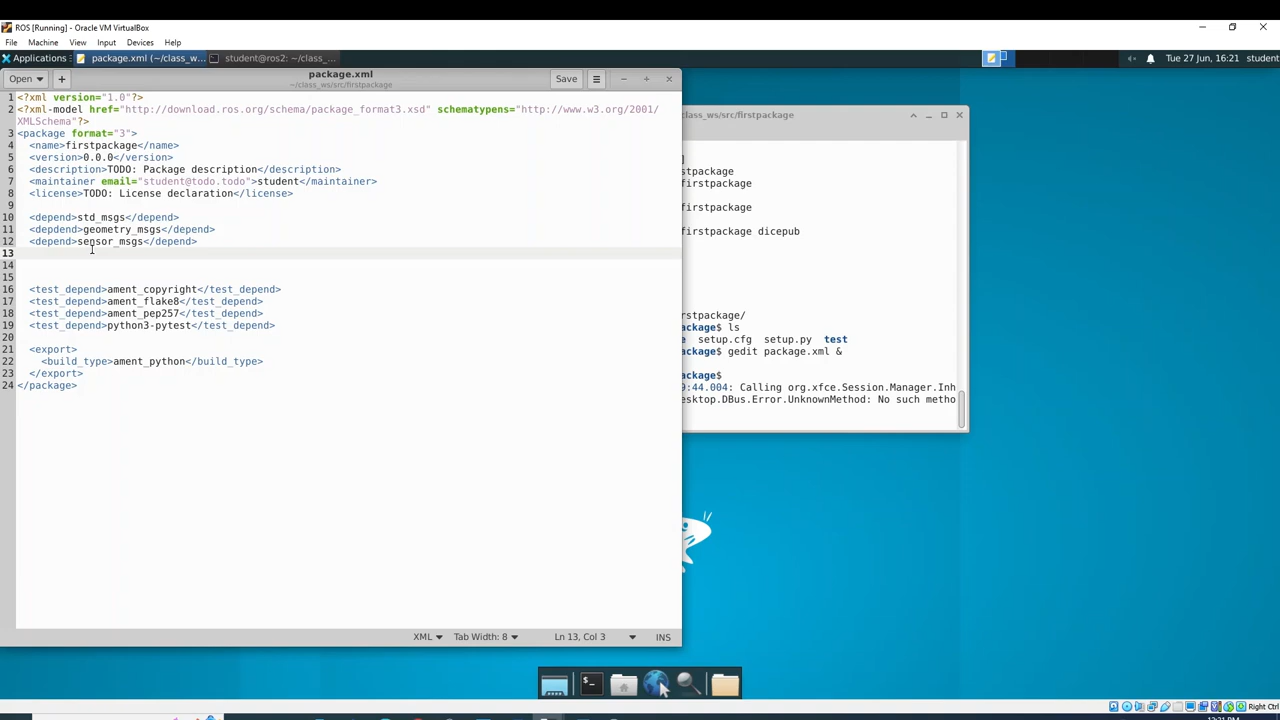 ROS [Running] - Oracle VM VirtualBox
File Machine View Input Devices Help
Applications package.xml (~/class_w... student@ros2: ~/class_... Tue 27 Jun, 16:21 student
Open package.xml Save
~/class_ws/src/firstpackage
1 <?xml version="1.0"?>
2 <?xml-model href="http://download.ros.org/schema/package_format3.xsd" schematypens="http://www.w3.org/2001/
XMLSchema"?>
3 <package format="3">
4 <name>firstpackage</name>
5 <version>0.0.0</version>
6 <description>TODO: Package description</description>
7 <maintainer email="student@todo.todo">student</maintainer>
8 <license>TODO: License declaration</license>
9
10 <depend>std_msgs</depend>
11 <depdend>geometry_msgs</depend>
12 <depend>sensor_msgs</depend>
13
14
15
16 <test_depend>ament_copyright</test_depend>
17 <test_depend>ament_flake8</test_depend>
18 <test_depend>ament_pep257</test_depend>
19 <test_depend>python3-pytest</test_depend>
20
21 <export>
22 <build_type>ament_python</build_type>
23 </export>
24 </package>
XML Tab Width: 8 Ln 13, Col 3 INS
class_ws/src/firstpackage
]
stpackage
firstpackage
firstpackage
firstpackage dicepub
package/
ackage$ ls
e setup.cfg setup.py test
ackage$ gedit package.xml &
ackage$
9:44.004: Calling org.xfce.Session.Manager.Inh
esktop.DBus.Error.UnknownMethod: No such metho
Right Ctrl